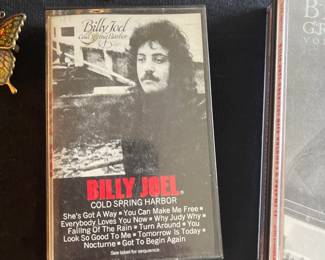 Billy Joel
Cold Spring Harbor
BILLY JOEL
COLD SPRING HARBOR
She's Got A Way • You Can Make Me Free •
Everybody Loves You Now • Why Judy Why •
Falling Of The Rain • Turn Around • You
Look So Good To Me • Tomorrow Is Today •
Nocturne • Got To Begin Again
See label for sequence